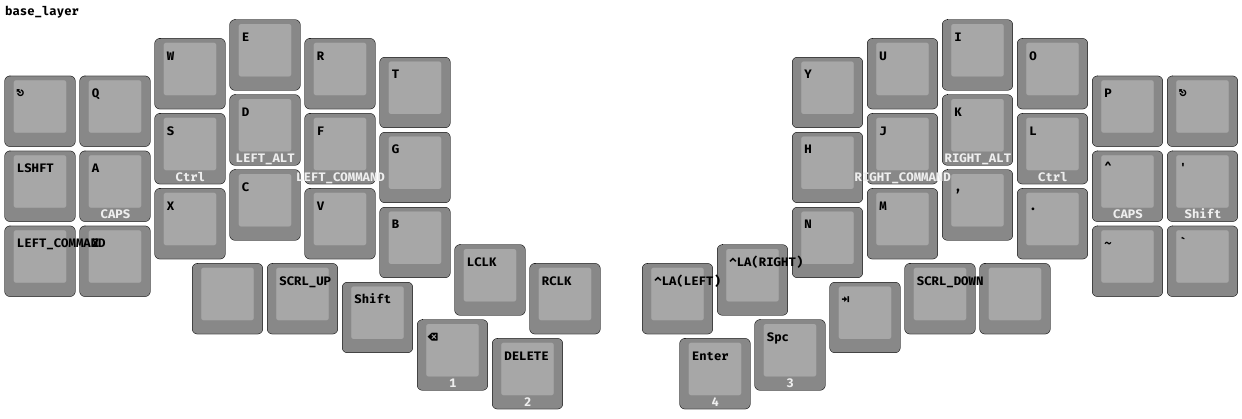 base_layer
E
I
W
R
U
O
T
Y
⎋
Q
P
⎋
D
LEFT_ALT
K
RIGHT_ALT
S
Ctrl
F
LEFT_COMMAND
J
RIGHT_COMMAND
L
Ctrl
G
H
LSHFT
A
CAPS
^
CAPS
'
Shift
C
,
X
V
M
.
B
N
LEFT_COMMAND
~
`
LCLK
^LA(RIGHT)
SCRL_UP
RCLK
^LA(LEFT)
SCRL_DOWN
Shift
⇥
⌫
1
Spc
3
DELETE
2
Enter
4